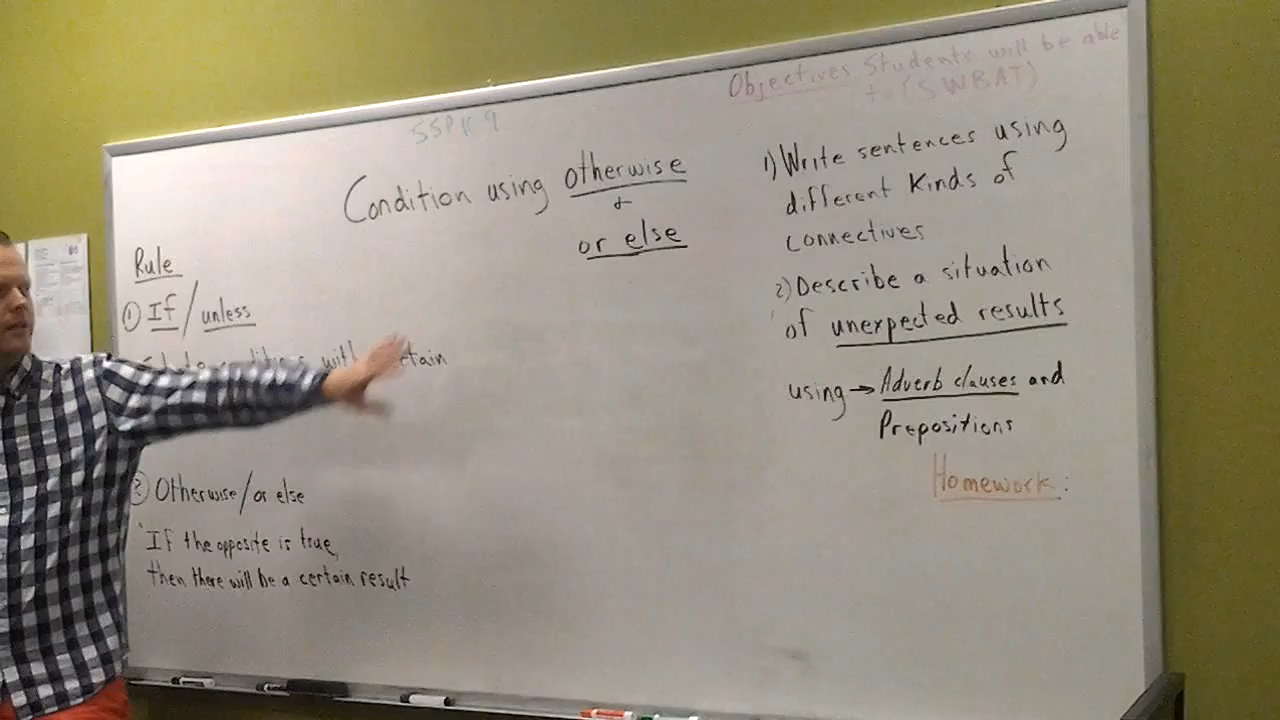 Objectives Students will be able
to (SWBAT)
SSPK 9
Condition using otherwise
&
or else
Rule
① If / unless
with
② Otherwise / or else
"If the opposite is true,
then there will be a certain result
1) Write sentences using
different Kinds of
connectives
2) Describe a situation
of unexpected results
using → Adverb clauses and
Prepositions
Homework: